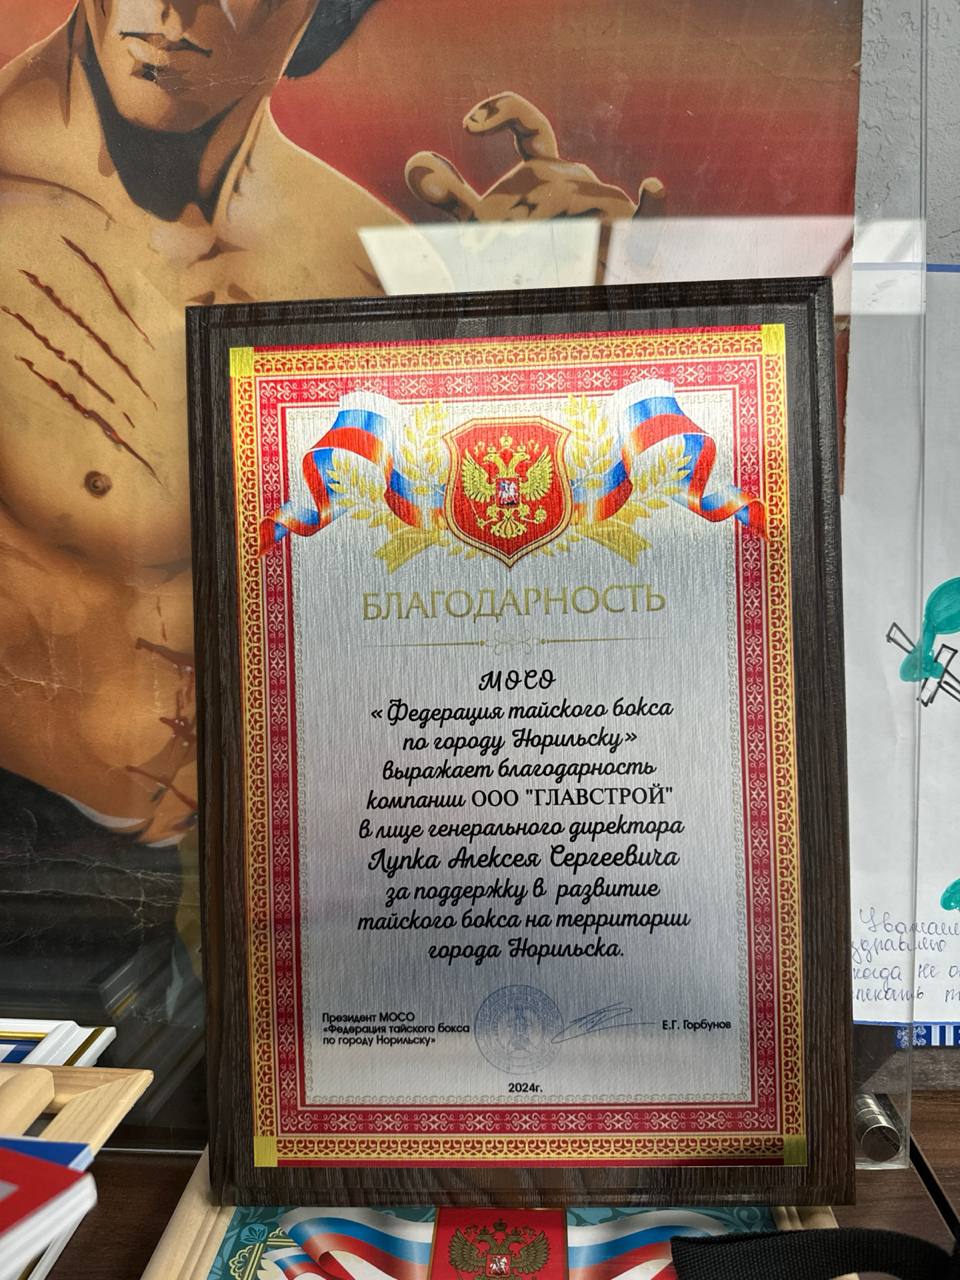 БЛАГОДАРНОСТЬ
МОСО
«Федерация тайского бокса
по городу Норильску»
выражает благодарность
компании ООО "ГЛАВСТРОЙ"
в лице генерального директора
Лупка Алексея Сергеевича
за поддержку в развитие
тайского бокса на территории
города Норильска.
Президент МОСО
«Федерация тайского бокса
по городу Норильску»
Е.Г. Горбунов
2024г.
когда не